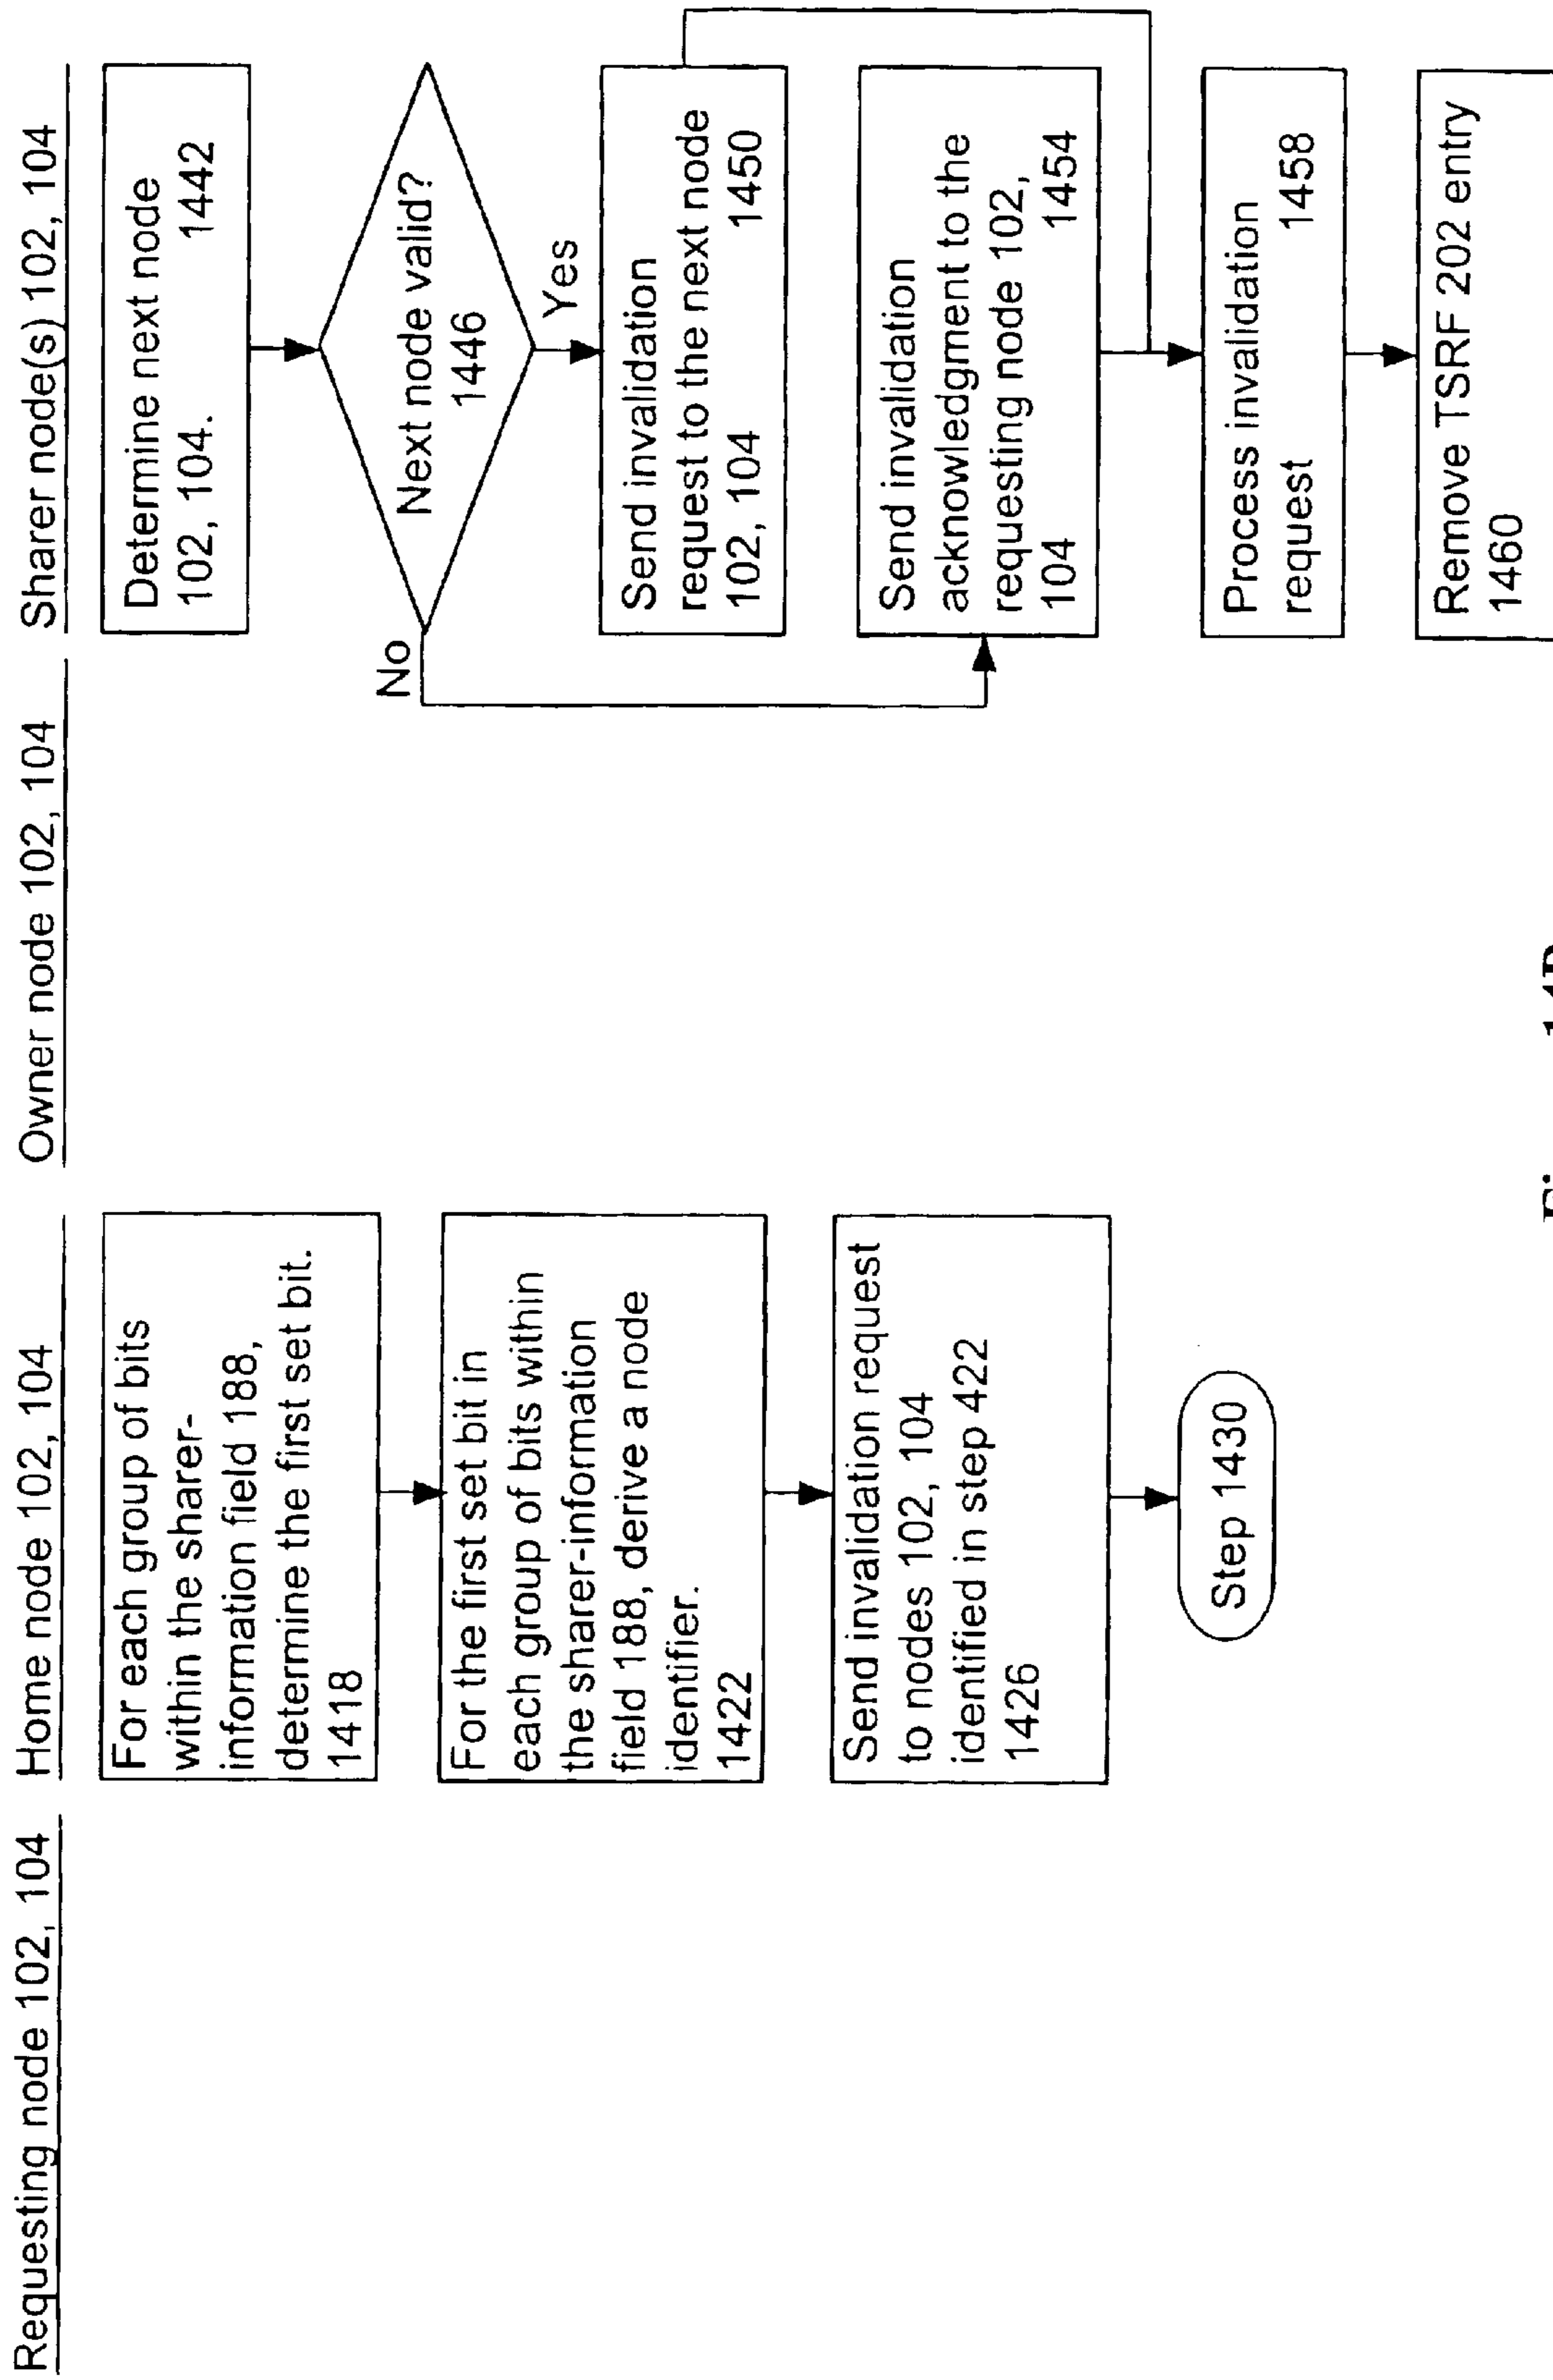 Requesting node 102, 104
Home node 102, 104
Owner node 102, 104
Sharer node(s) 102, 104
For each group of bits
within the sharer-
information field 188,
determine the first set bit.
1418
For the first set bit in
each group of bits within
the sharer-information
field 188, derive a node
identifier.
1422
Send invalidation request
to nodes 102, 104
identified in step 422
1426
Step 1430
Determine next node
102, 104. 1442
Next node valid?
1446
No
Yes
Send invalidation
request to the next node
102, 104 1450
Send invalidation
acknowledgment to the
requesting node 102,
104 1454
Process invalidation
request 1458
Remove TSRF 202 entry
1460